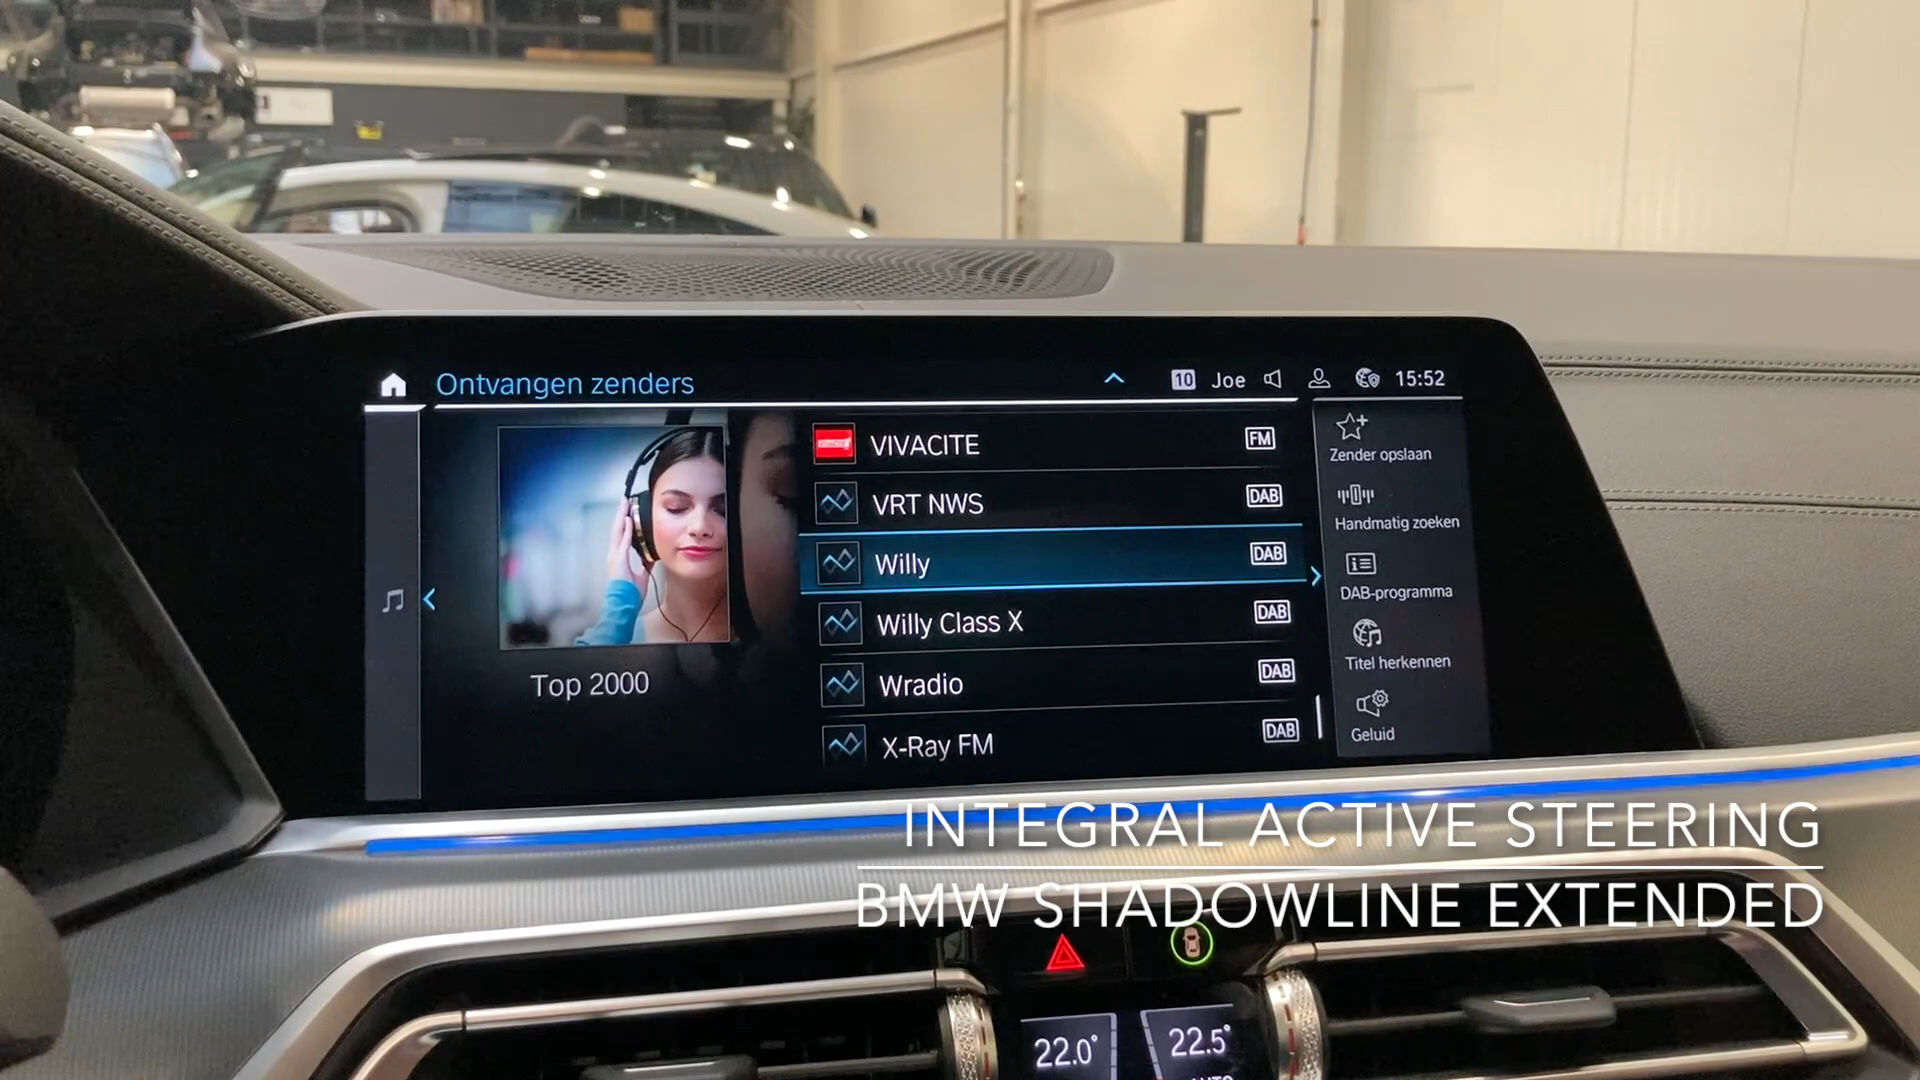 Ontvangen zenders
10 Joe 15:52
VIVACITE FM
VRT NWS DAB
Willy DAB
Willy Class X DAB
Wradio DAB
X-Ray FM DAB
Top 2000
Zender opslaan
Handmatig zoeken
DAB-programma
Titel herkennen
Geluid
INTEGRAL ACTIVE STEERING
BMW SHADOWLINE EXTENDED
22.0°
22.5°